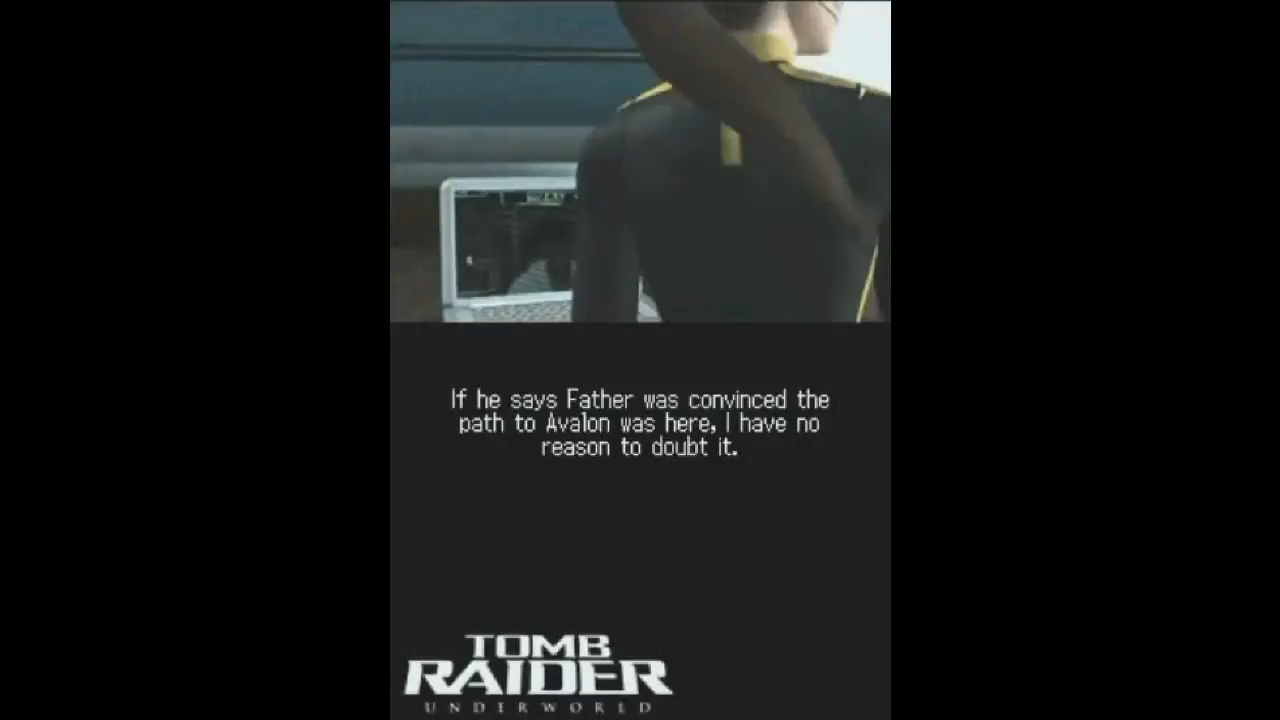 If he says Father was convinced the
path to Avalon was here, I have no
reason to doubt it.
TOMB
RAIDER
UNDERWORLD